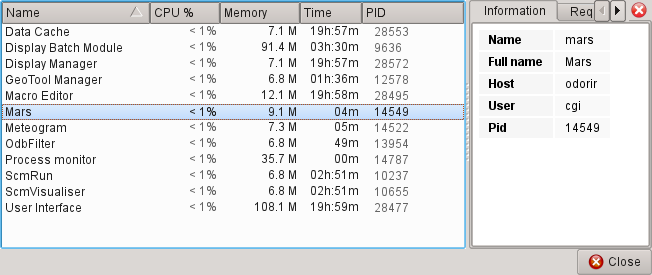 Name CPU % Memory Time PID
Data Cache < 1% 7.1 M 19h:57m 28553
Display Batch Module < 1% 91.4 M 03h:30m 9636
Display Manager < 1% 7.1 M 19h:57m 28572
GeoTool Manager < 1% 6.8 M 01h:36m 12578
Macro Editor < 1% 12.1 M 19h:58m 28495
Mars < 1% 9.1 M 04m 14549
Meteogram < 1% 7.3 M 05m 14522
OdbFilter < 1% 6.8 M 49m 13954
Process monitor < 1% 35.7 M 00m 14787
ScmRun < 1% 6.8 M 02h:51m 10237
ScmVisualiser < 1% 6.8 M 02h:51m 10655
User Interface < 1% 108.1 M 19h:59m 28477
Information Req
Name mars
Full name Mars
Host odorir
User cgi
Pid 14549
Close